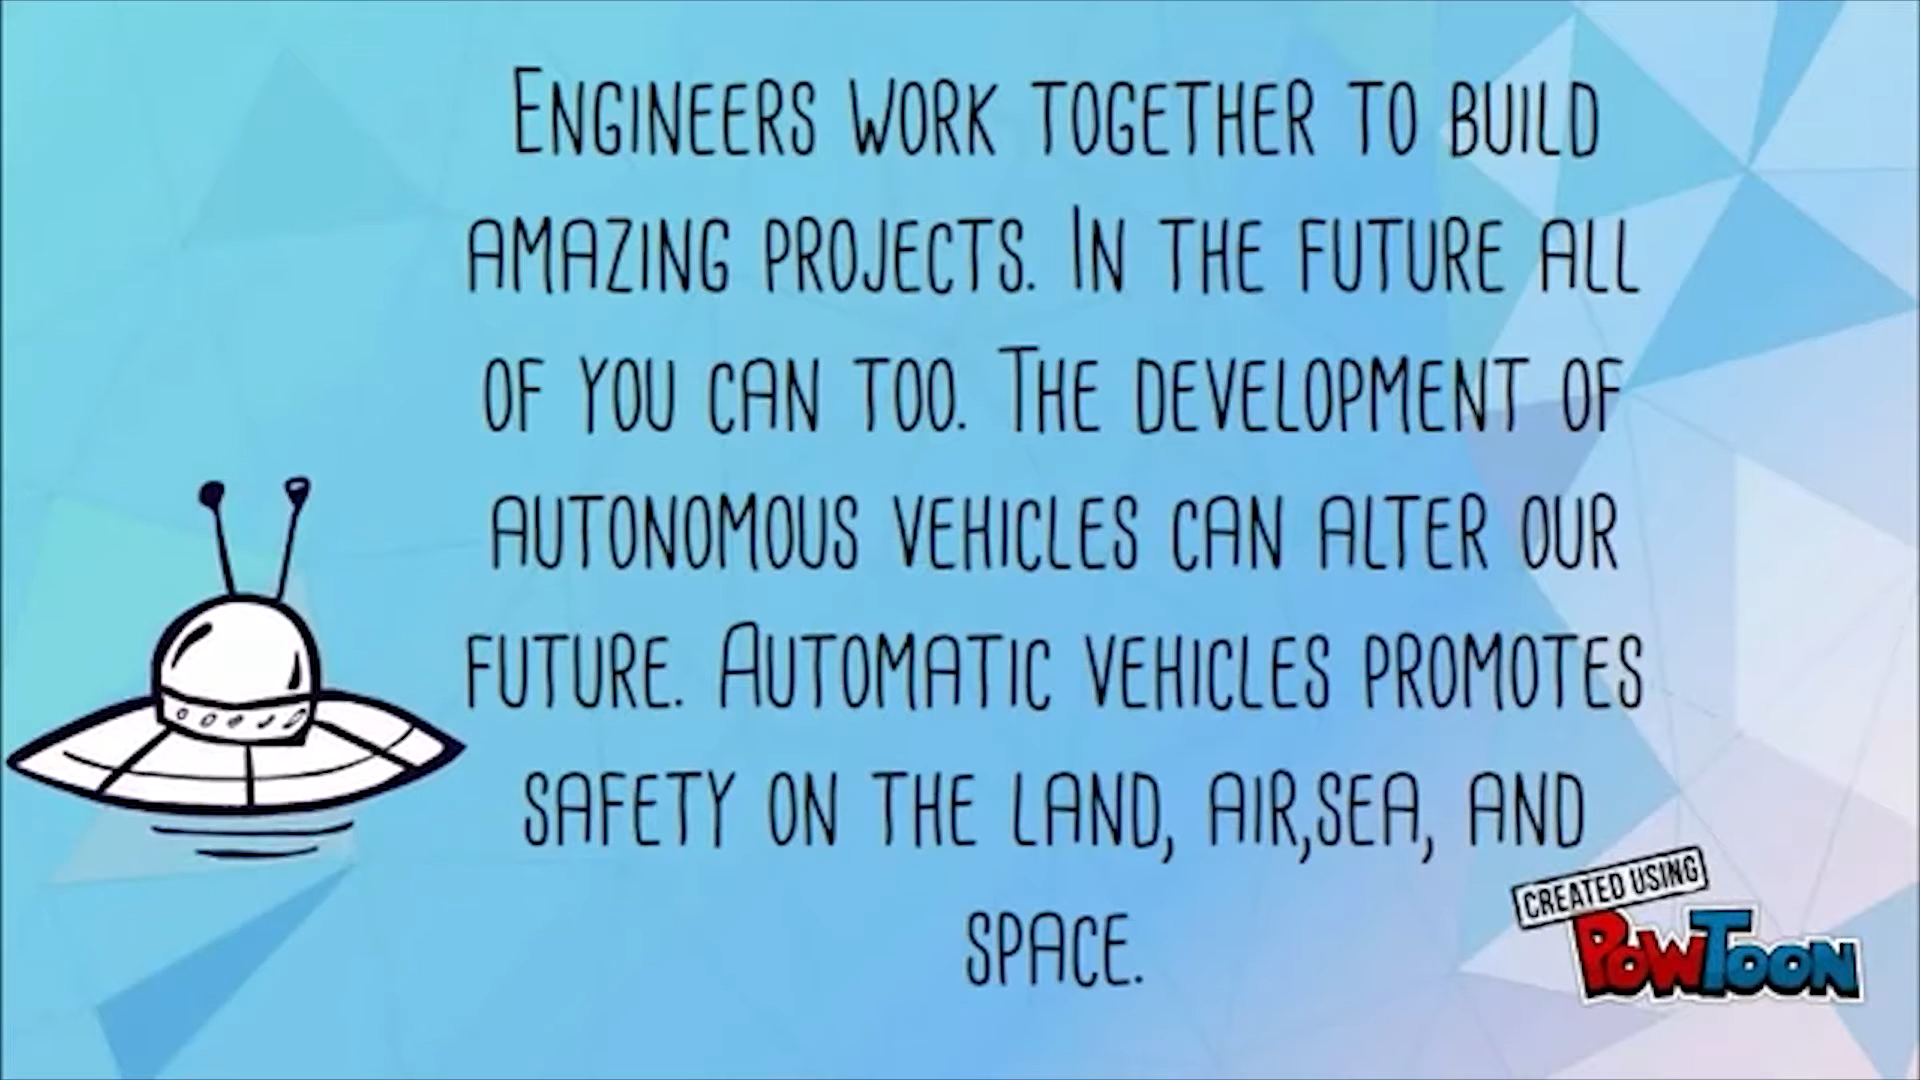 Engineers work together to build
amazing projects. In the future all
of you can too. The development of
autonomous vehicles can alter our
future. Automatic vehicles promotes
safety on the land, air,sea, and
space.
CREATED USING
POWTOON